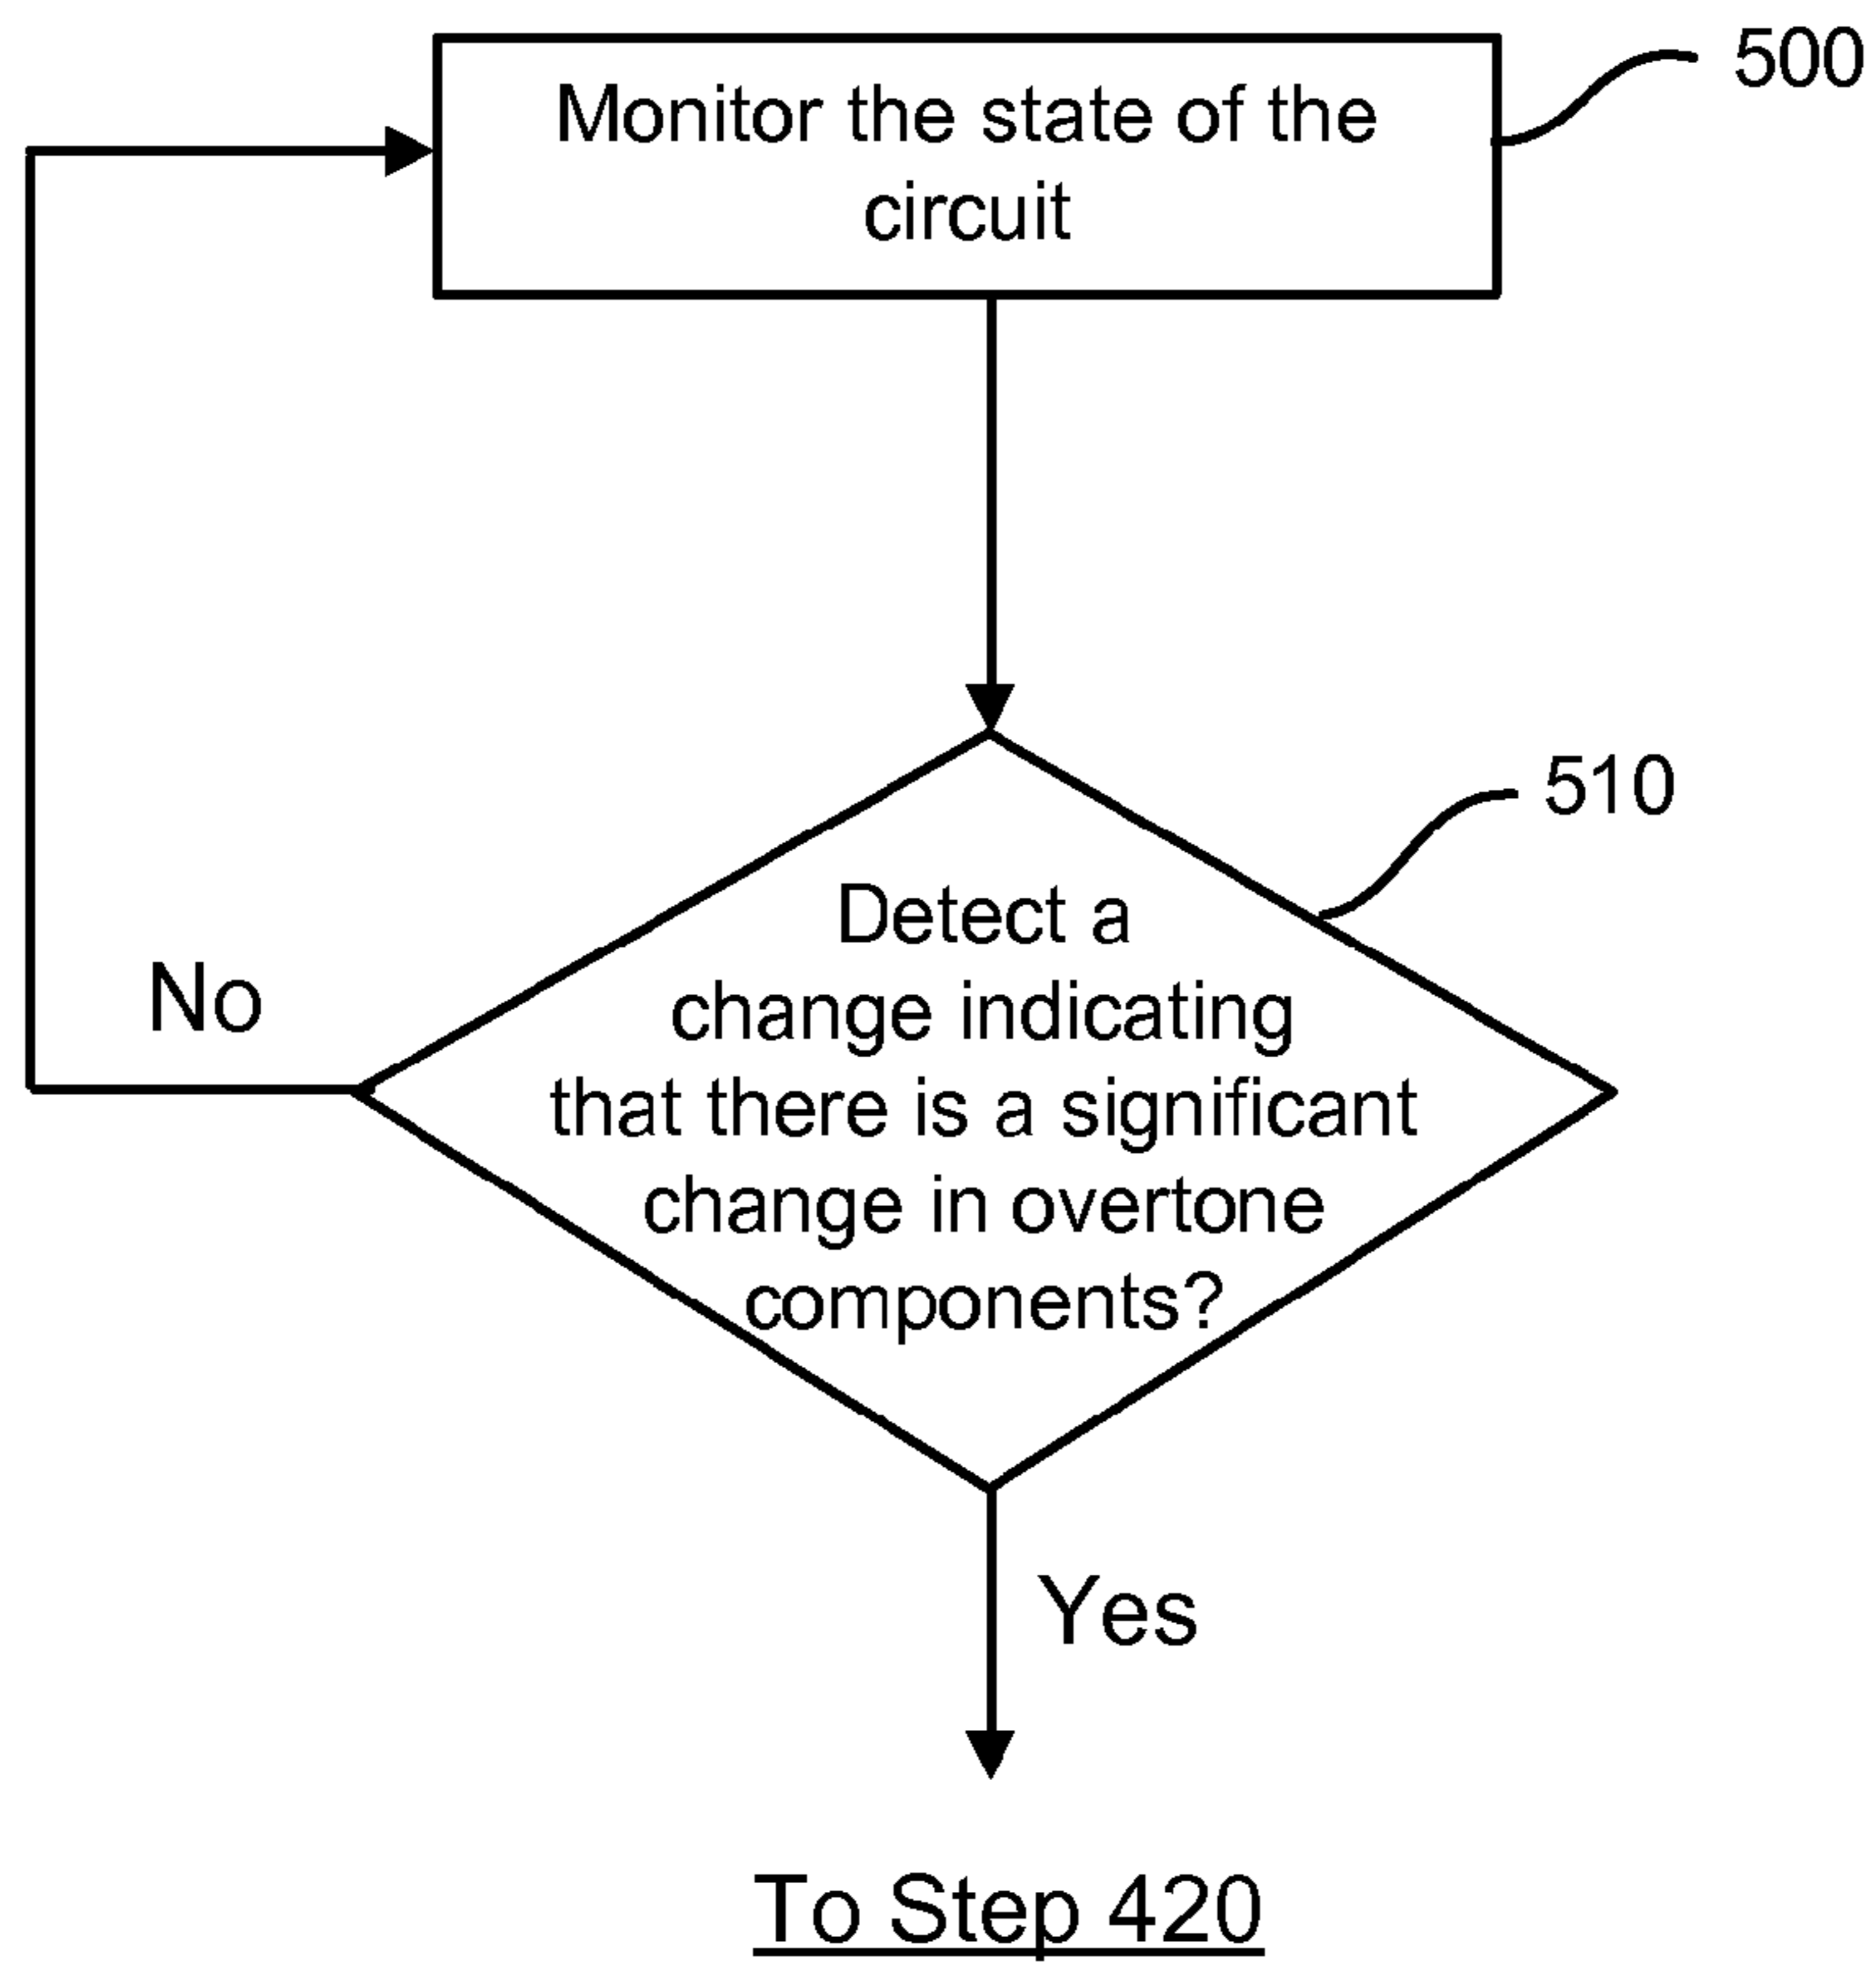 500
Monitor the state of the
circuit
510
Detect a
change indicating
that there is a significant
change in overtone
components?
No
Yes
To Step 420